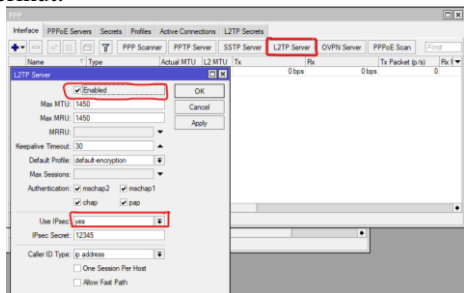 PPP
Interface PPPoE Servers Secrets Profiles Active Connections L2TP Secrets
PPP Scanner PPTP Server SSTP Server L2TP Server OVPN Server PPPoE Scan Find
Type Actual MTU L2 MTU Tx Rx Tx Packet (p/s)
0 bps 0 bps 0
L2TP Server
Enabled
OK
Max MTU: 1450
Cancel
Max MRU: 1450
Apply
MRRU:
Keepalive Timeout: 30
Default Profile: default-encryption
Max Sessions:
Authentication: mschap2 mschap1
chap pap
Use IPsec: yes
IPsec Secret: 12345
Caller ID Type: ip address
One Session Per Host
Allow Fast Path